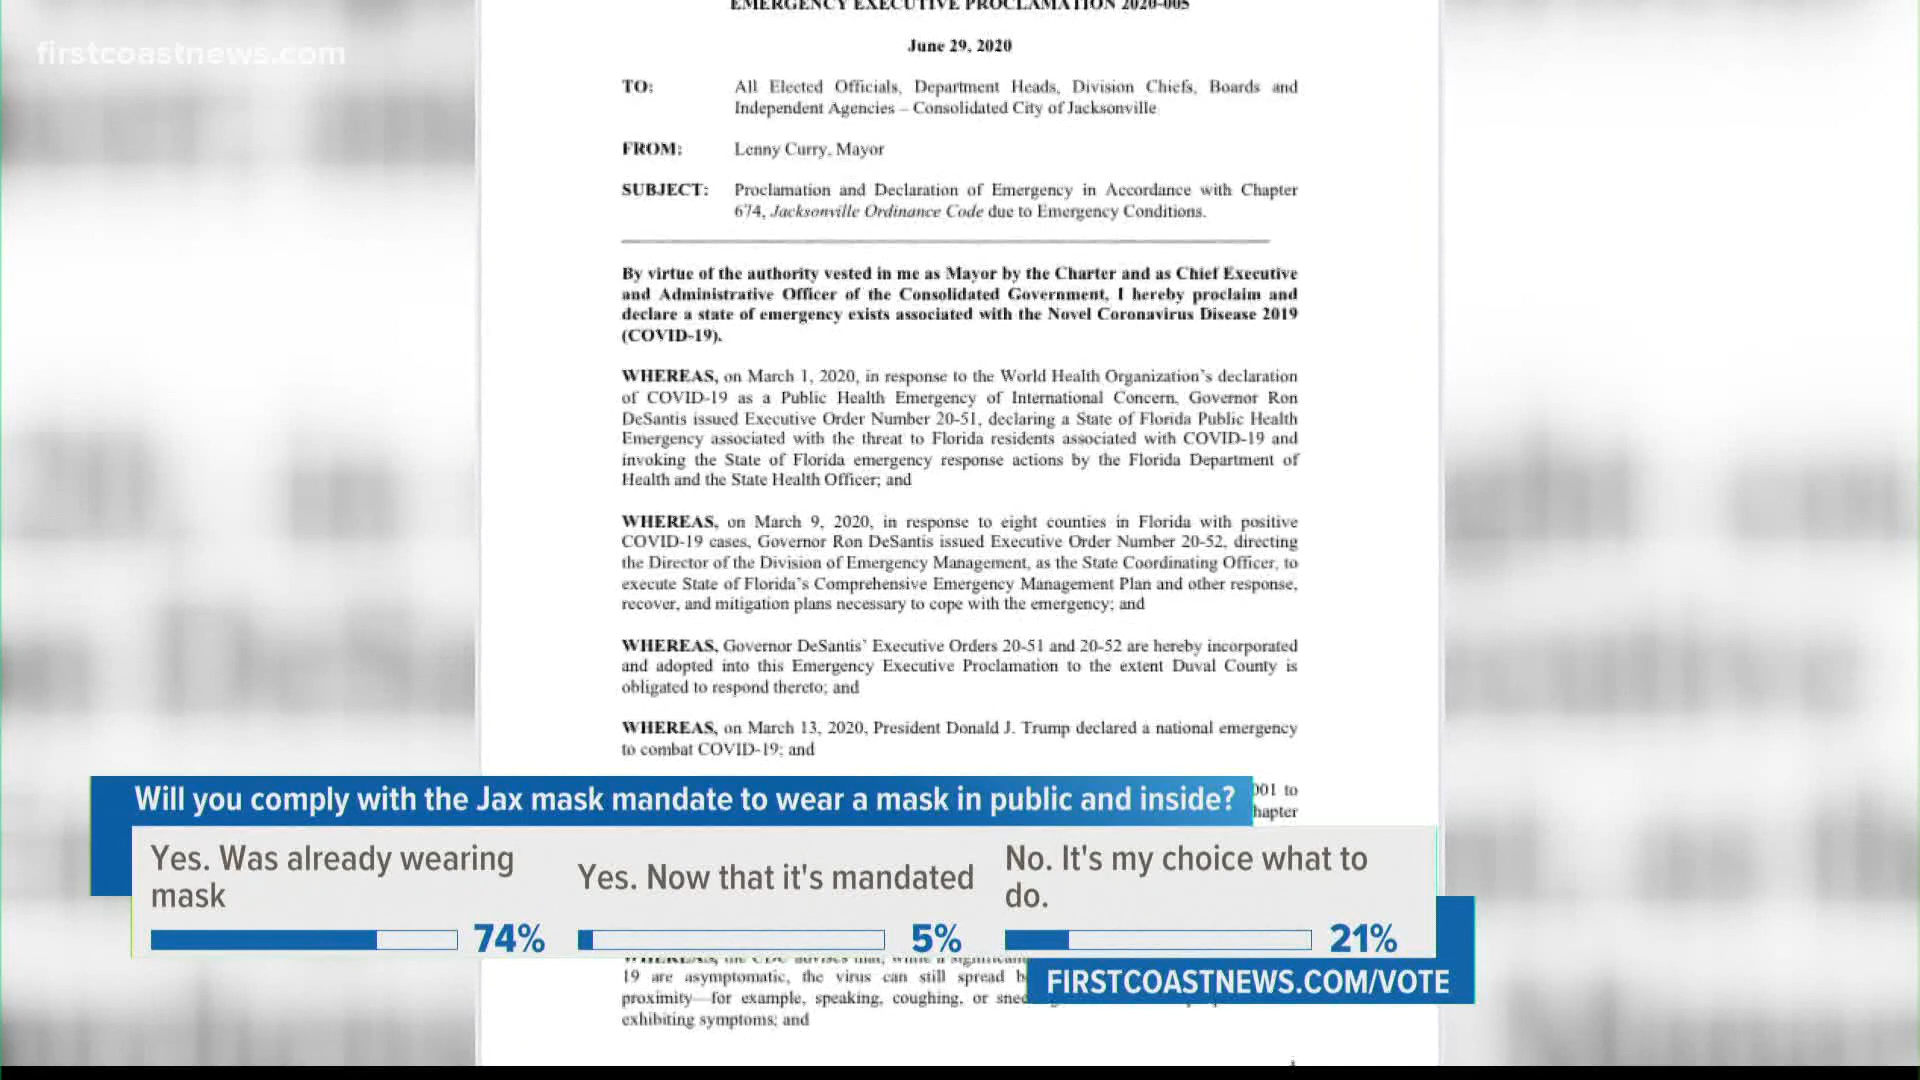 firstcoastnews.com
EMERGENCY EXECUTIVE PROCLAMATION 2020-005
June 29, 2020
TO: All Elected Officials, Department Heads, Division Chiefs, Boards and
Independent Agencies – Consolidated City of Jacksonville
FROM: Lenny Curry, Mayor
SUBJECT: Proclamation and Declaration of Emergency in Accordance with Chapter
674, Jacksonville Ordinance Code due to Emergency Conditions.
By virtue of the authority vested in me as Mayor by the Charter and as Chief Executive
and Administrative Officer of the Consolidated Government, I hereby proclaim and
declare a state of emergency exists associated with the Novel Coronavirus Disease 2019
(COVID-19).
WHEREAS, on March 1, 2020, in response to the World Health Organization's declaration
of COVID-19 as a Public Health Emergency of International Concern, Governor Ron
DeSantis issued Executive Order Number 20-51, declaring a State of Florida Public Health
Emergency associated with the threat to Florida residents associated with COVID-19 and
invoking the State of Florida emergency response actions by the Florida Department of
Health and the State Health Officer; and
WHEREAS, on March 9, 2020, in response to eight counties in Florida with positive
COVID-19 cases, Governor Ron DeSantis issued Executive Order Number 20-52, directing
the Director of the Division of Emergency Management, as the State Coordinating Officer, to
execute State of Florida's Comprehensive Emergency Management Plan and other response,
recover, and mitigation plans necessary to cope with the emergency; and
WHEREAS, Governor DeSantis' Executive Orders 20-51 and 20-52 are hereby incorporated
and adopted into this Emergency Executive Proclamation to the extent Duval County is
obligated to respond thereto; and
WHEREAS, on March 13, 2020, President Donald J. Trump declared a national emergency
to combat COVID-19; and
001 to
hapter
Will you comply with the Jax mask mandate to wear a mask in public and inside?
Yes. Was already wearing
mask
74%
Yes. Now that it's mandated
5%
No. It's my choice what to
do.
21%
WHEREAS, the CDC advises that, while a significant
19 are asymptomatic, the virus can still spread
proximity—for example, speaking, coughing, or
exhibiting symptoms; and
FIRSTCOASTNEWS.COM/VOTE